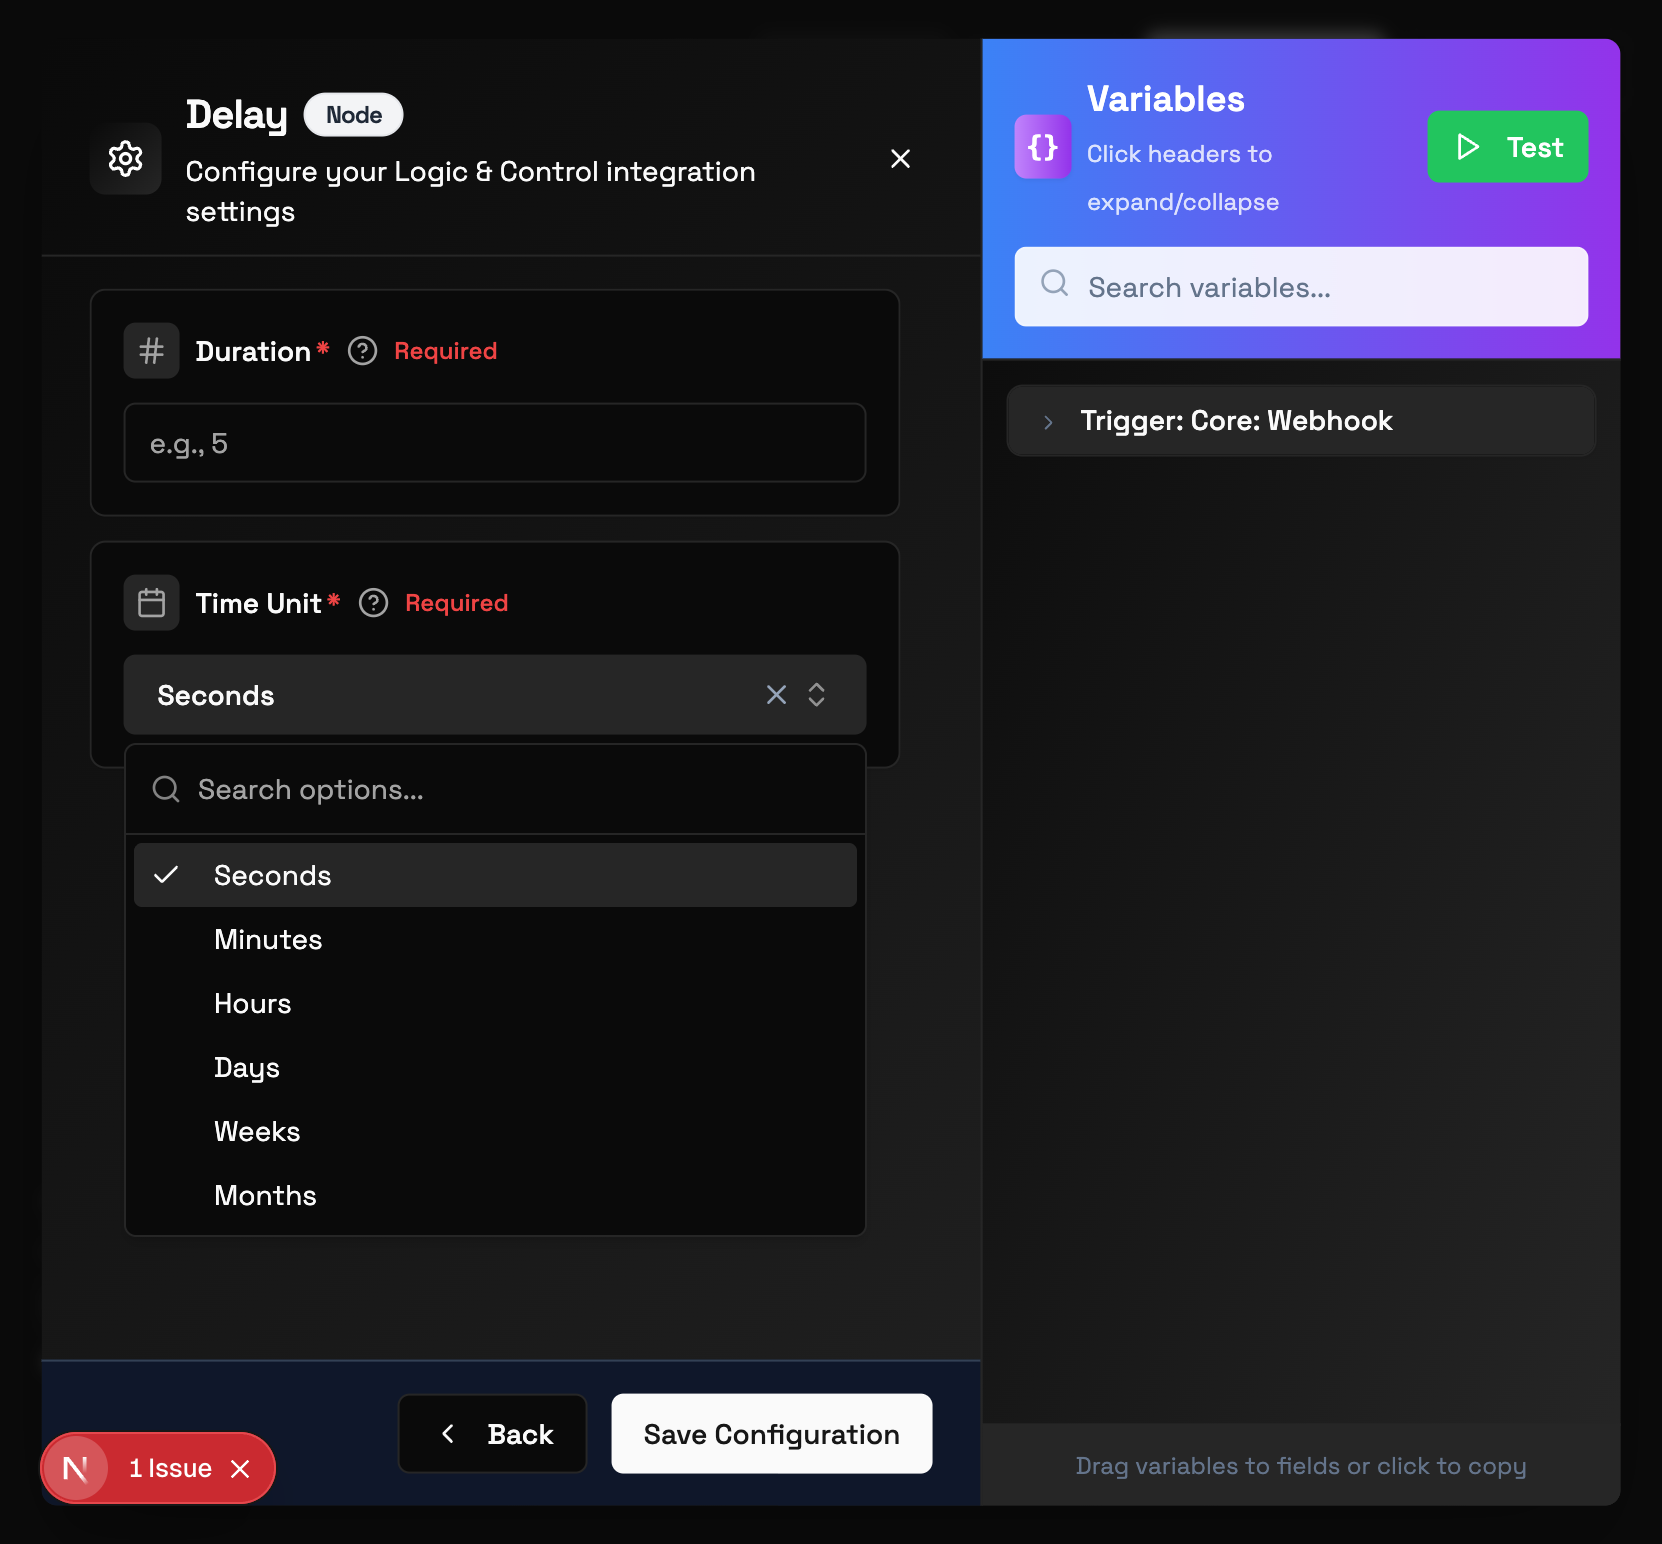 Delay
Node
Configure your Logic & Control integration
settings
Duration*
Required
e.g., 5
Time Unit*
Required
Seconds
Search options...
Seconds
Minutes
Hours
Days
Weeks
Months
Back
Save Configuration
N
1 Issue
{}
Variables
Click headers to
expand/collapse
Test
Search variables...
Trigger: Core: Webhook
Drag variables to fields or click to copy